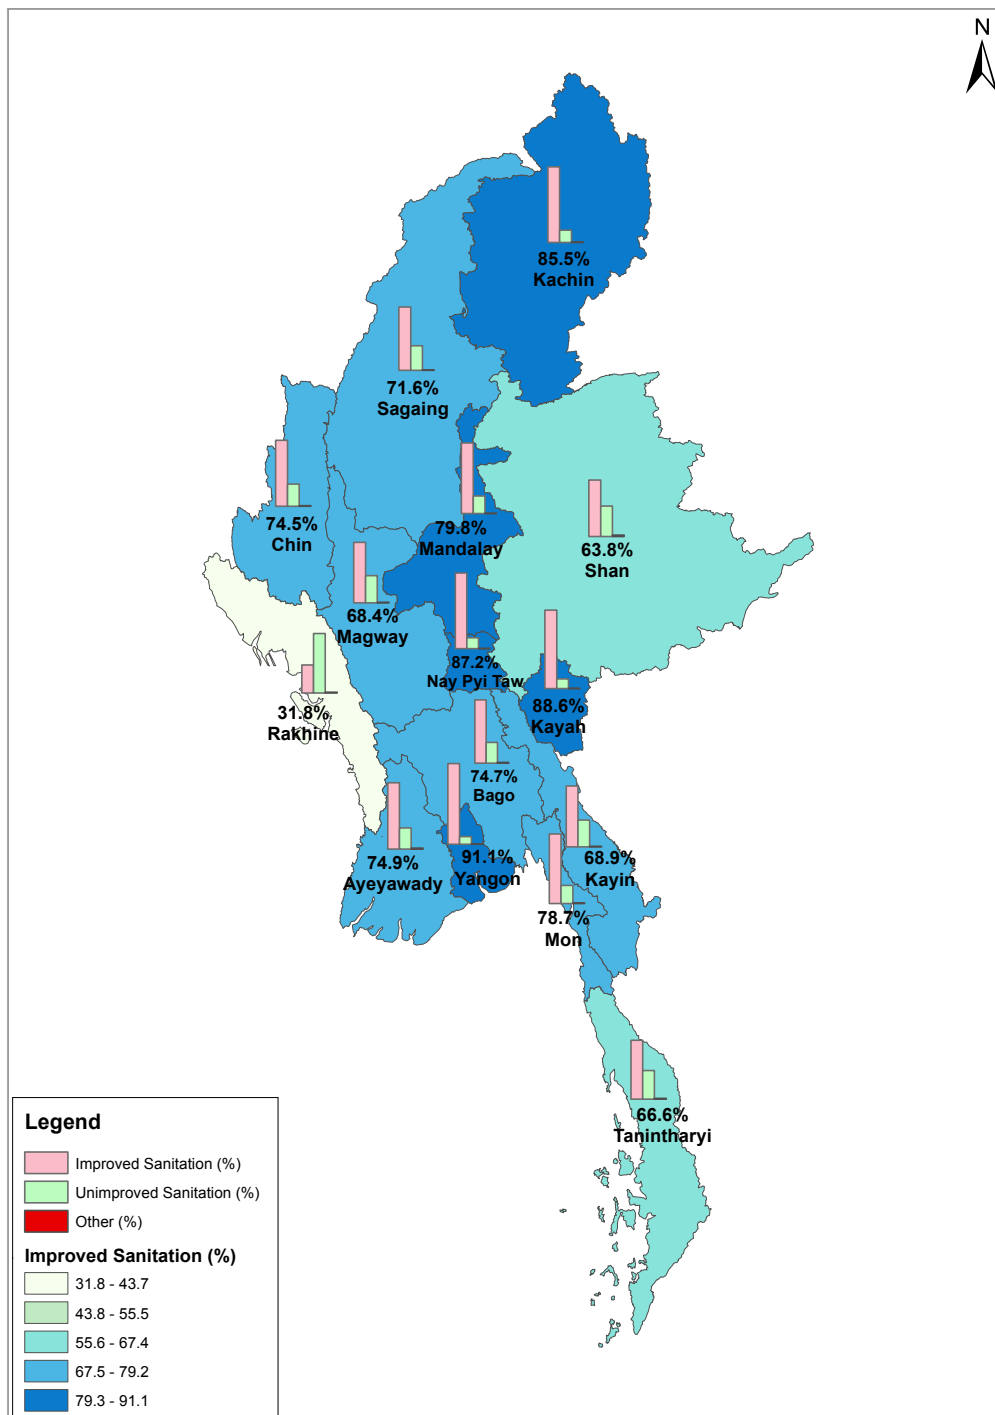 N
85.5%
Kachin
71.6%
Sagaing
74.5%
Chin
79.8%
Mandalay
63.8%
Shan
68.4%
Magway
87.2%
Nay Pyi Taw
88.6%
Kayah
31.8%
Rakhine
74.7%
Bago
74.9%
Ayeyawady
91.1%
Yangon
68.9%
Kayin
78.7%
Mon
66.6%
Tanintharyi
Legend
Improved Sanitation (%)
Unimproved Sanitation (%)
Other (%)
Improved Sanitation (%)
31.8 - 43.7
43.8 - 55.5
55.6 - 67.4
67.5 - 79.2
79.3 - 91.1